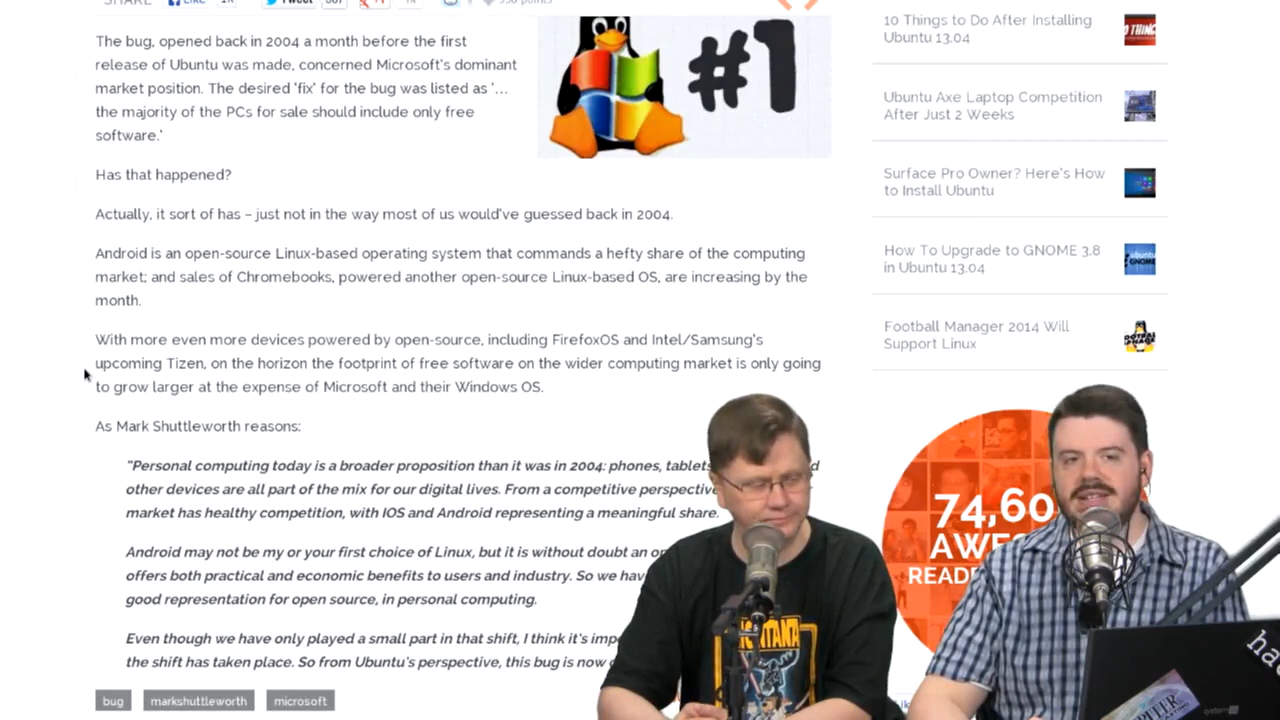 SHARE Like Tweet
The bug, opened back in 2004 a month before the first
release of Ubuntu was made, concerned Microsoft's dominant
market position. The desired 'fix' for the bug was listed as '…
the majority of the PCs for sale should include only free
software.'
#1
Has that happened?
Actually, it sort of has – just not in the way most of us would've guessed back in 2004.
Android is an open-source Linux-based operating system that commands a hefty share of the computing
market; and sales of Chromebooks, powered another open-source Linux-based OS, are increasing by the
month.
With more even more devices powered by open-source, including FirefoxOS and Intel/Samsung's
upcoming Tizen, on the horizon the footprint of free software on the wider computing market is only going
to grow larger at the expense of Microsoft and their Windows OS.
As Mark Shuttleworth reasons:
"Personal computing today is a broader proposition than it was in 2004: phones, tablets
other devices are all part of the mix for our digital lives. From a competitive perspective
market has healthy competition, with IOS and Android representing a meaningful share.
Android may not be my or your first choice of Linux, but it is without doubt an
offers both practical and economic benefits to users and industry. So we
good representation for open source, in personal computing.
Even though we have only played a small part in that shift, I think it's
the shift has taken place. So from Ubuntu's perspective, this bug is now
bug markshuttleworth microsoft
10 Things to Do After Installing
Ubuntu 13.04
Ubuntu Axe Laptop Competition
After Just 2 Weeks
Surface Pro Owner? Here's How
to Install Ubuntu
How To Upgrade to GNOME 3.8
in Ubuntu 13.04
Football Manager 2014 Will
Support Linux
74,60